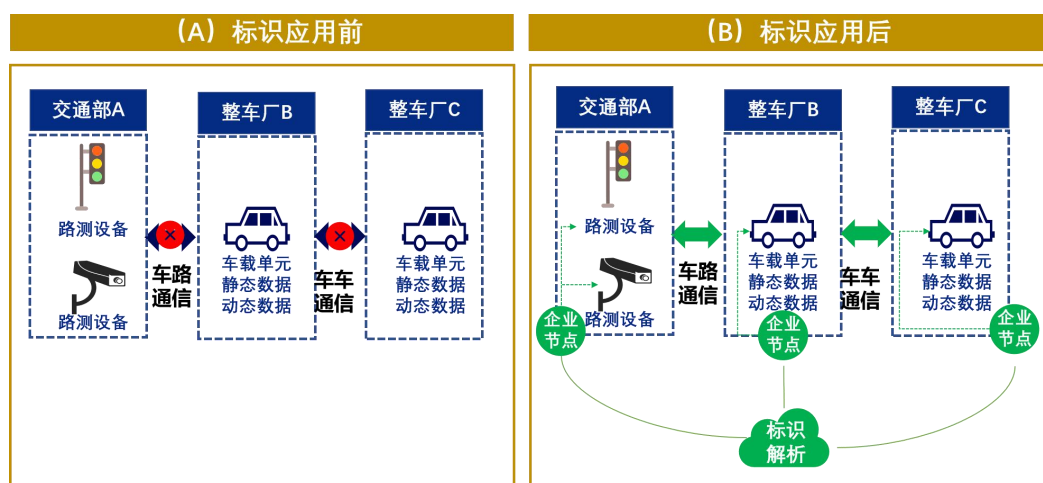 （A）标识应用前
交通部A
整车厂B
整车厂C
路测设备
路测设备
车路
通信
车载单元
静态数据
动态数据
车车
通信
车载单元
静态数据
动态数据
（B）标识应用后
交通部A
整车厂B
整车厂C
路测设备
路测设备
企业
节点
车路
通信
车载单元
静态数据
动态数据
企业
节点
车车
通信
车载单元
静态数据
动态数据
企业
节点
标识
解析